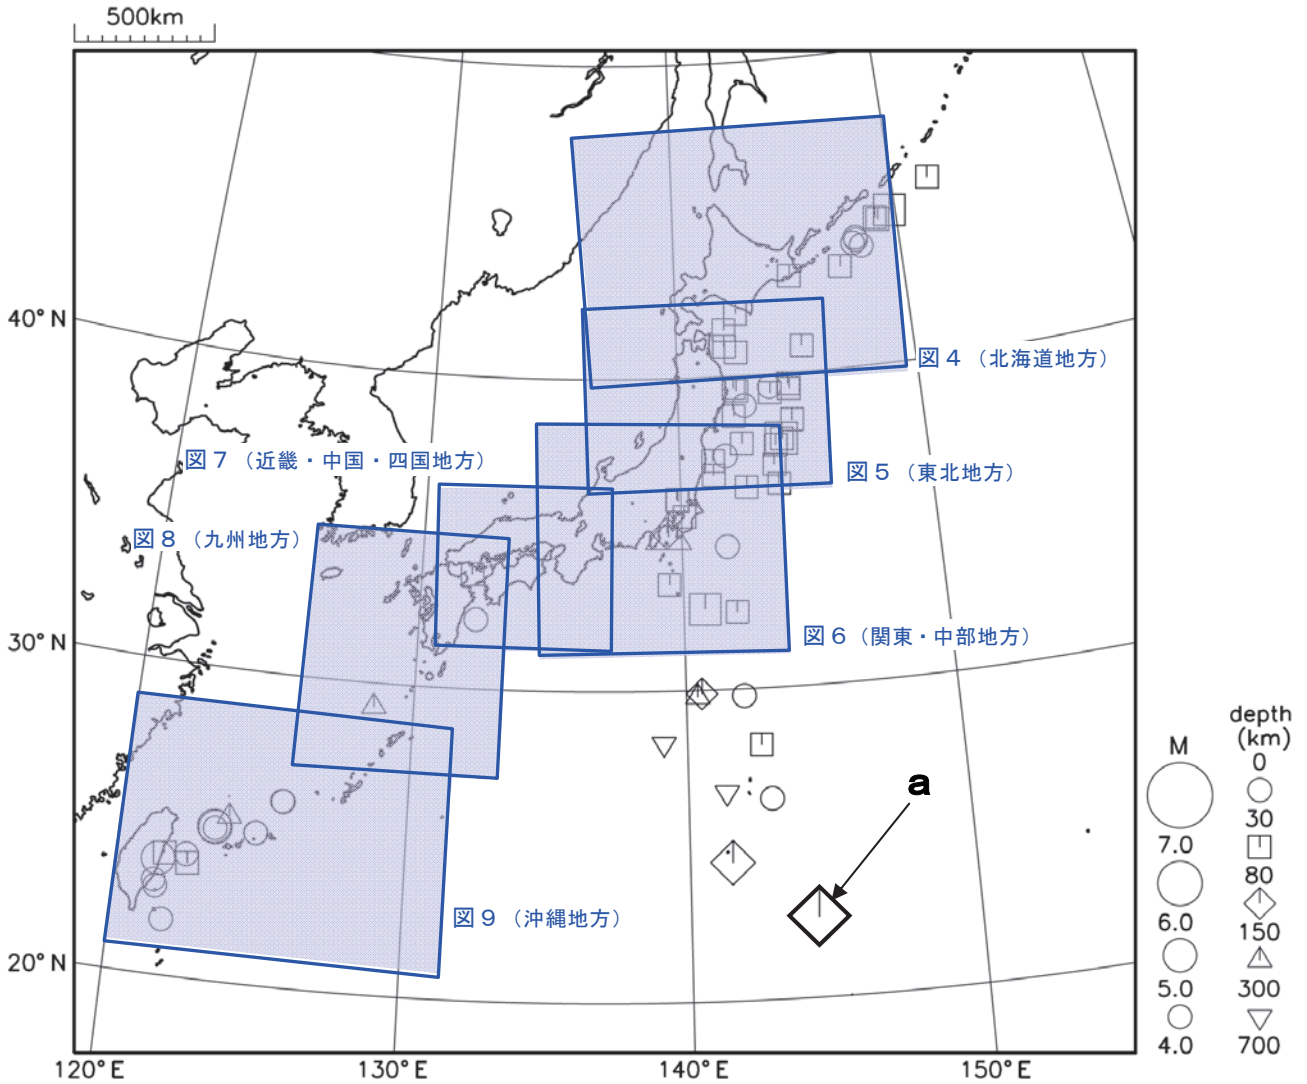 500km
40°N
30°N
20°N
120°E
130°E
140°E
150°E
図4（北海道地方）
図5（東北地方）
図7（近畿・中国・四国地方）
図8（九州地方）
図6（関東・中部地方）
図9（沖縄地方）
a
M
7.0
6.0
5.0
4.0
depth
(km)
0
30
80
150
300
700